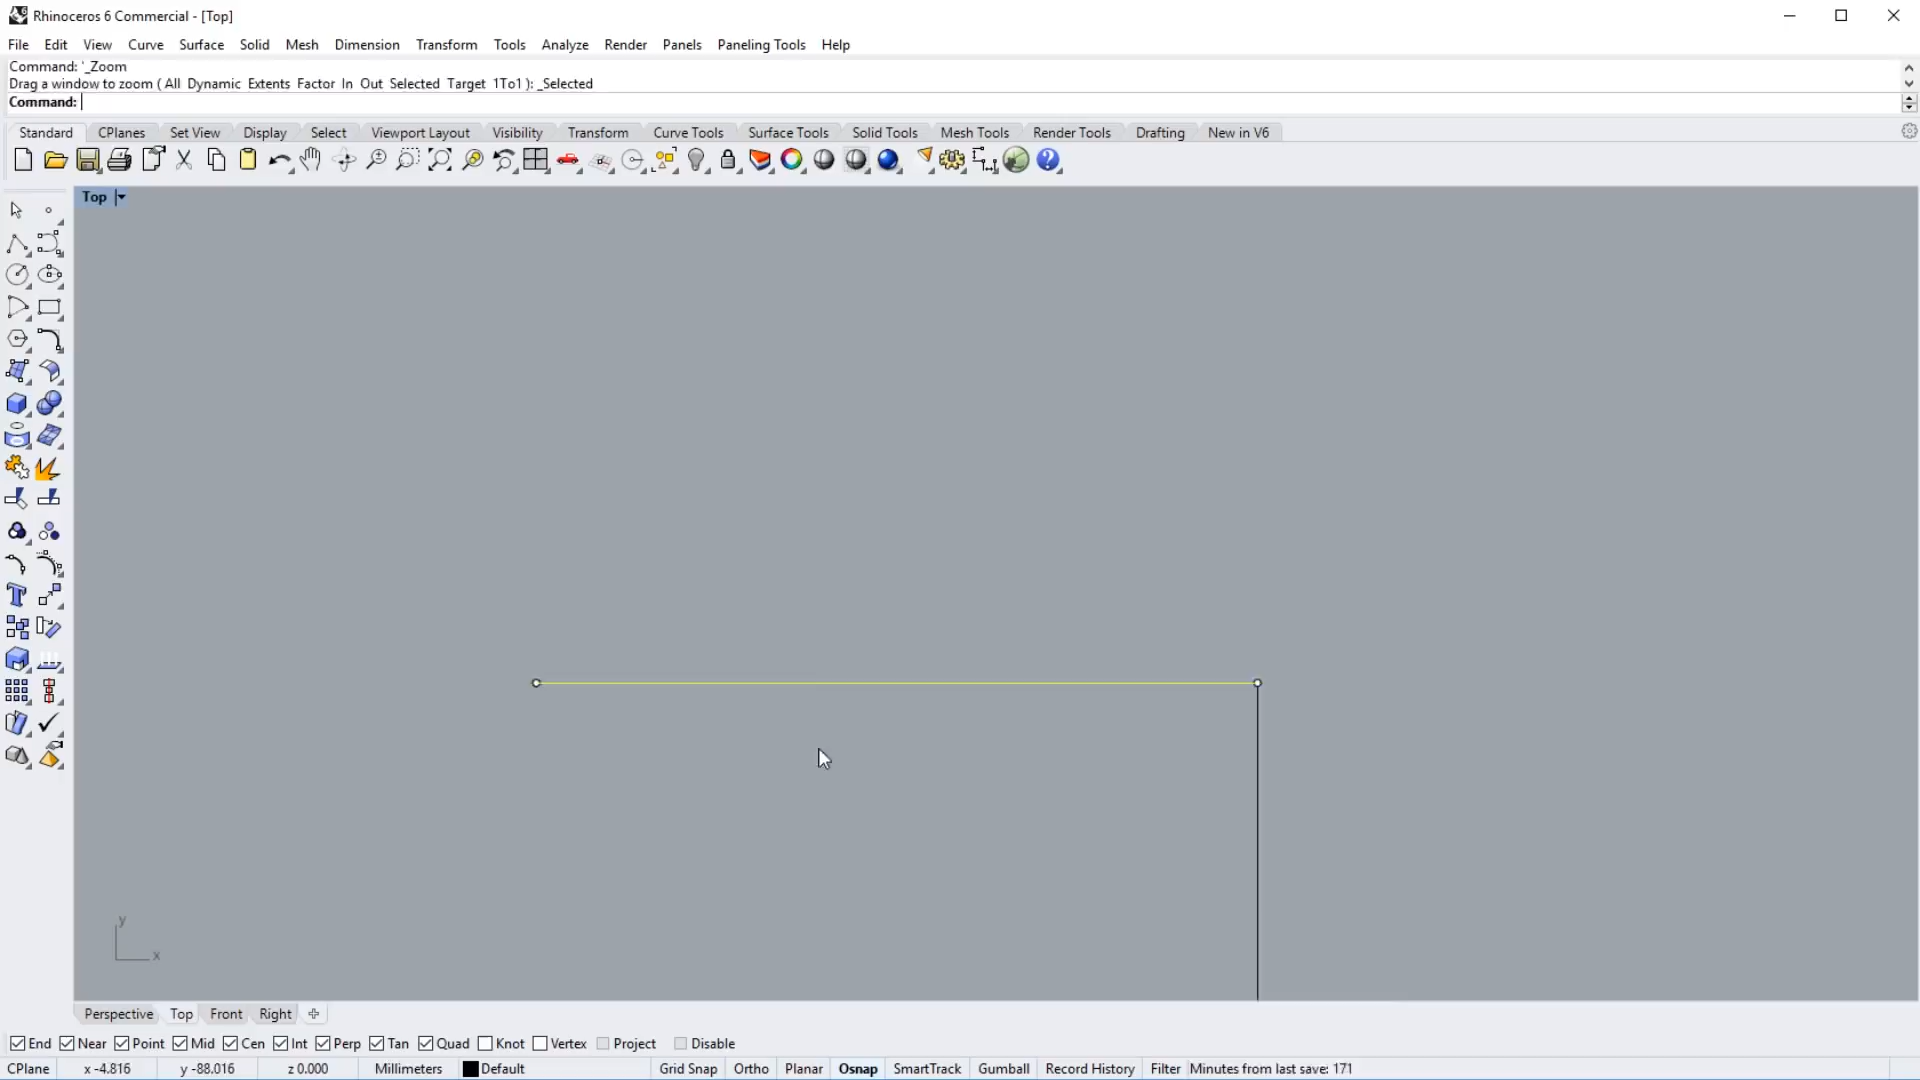 Rhinoceros 6 Commercial - [Top]
File Edit View Curve Surface Solid Mesh Dimension Transform Tools Analyze Render Panels Paneling Tools Help
Command: '_Zoom
Drag a window to zoom ( All Dynamic Extents Factor In Out Selected Target 1To1 ): _Selected
Command:
Standard CPlanes Set View Display Select Viewport Layout Visibility Transform Curve Tools Surface Tools Solid Tools Mesh Tools Render Tools Drafting New in V6
Top
y
x
Perspective Top Front Right
End Near Point Mid Cen Int Perp Tan Quad Knot Vertex Project Disable
CPlane x -4.816 y -88.016 z 0.000 Millimeters Default Grid Snap Ortho Planar Osnap SmartTrack Gumball Record History Filter Minutes from last save: 171